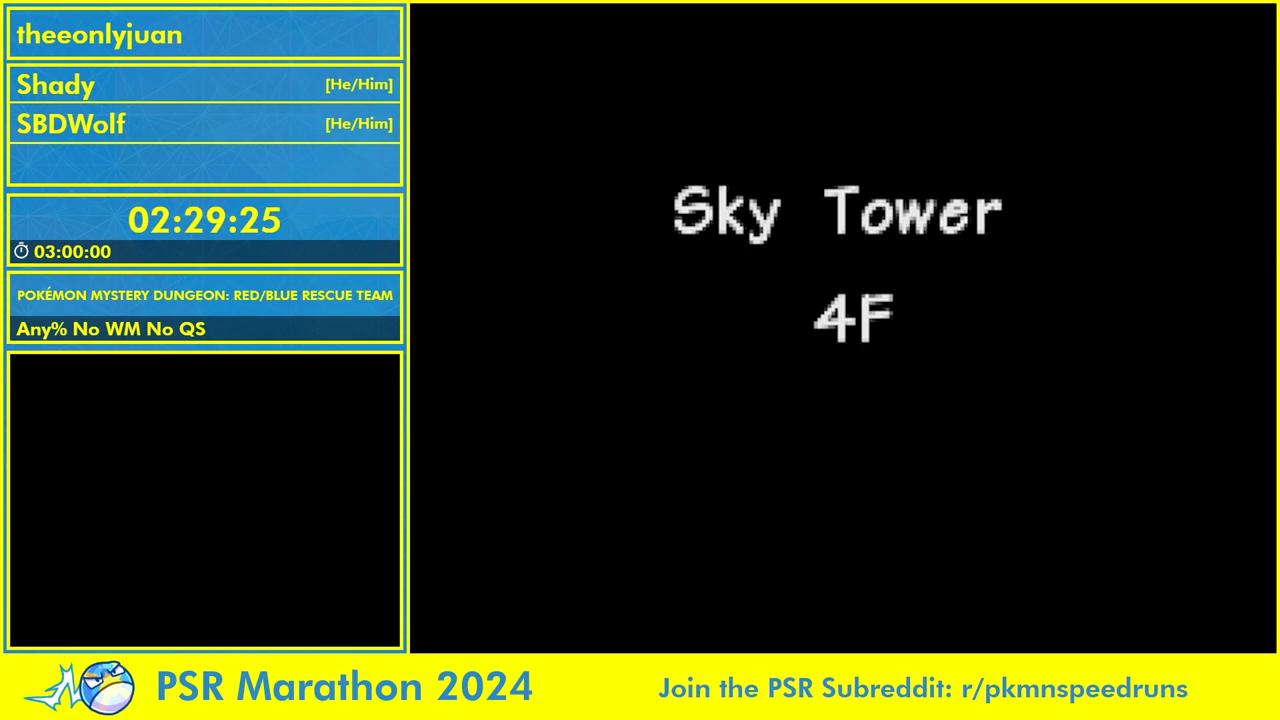 theeonlyjuan
Shady [He/Him]
SBDWolf [He/Him]
02:29:25
03:00:00
POKÉMON MYSTERY DUNGEON: RED/BLUE RESCUE TEAM
Any% No WM No QS
Sky Tower
4F
PSR Marathon 2024
Join the PSR Subreddit: r/pkmnspeedruns